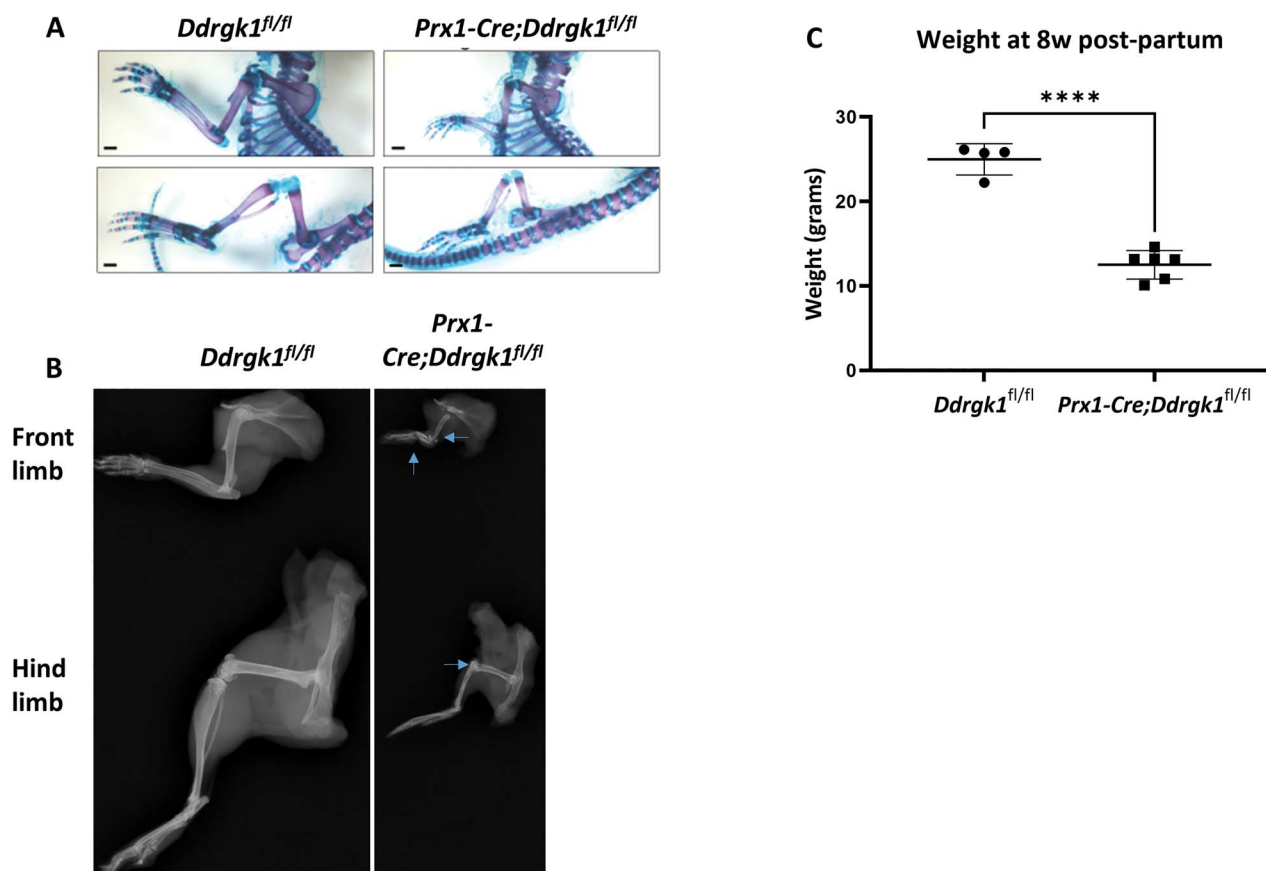 A
Ddrgk1fl/fl
Prx1-Cre;Ddrgk1fl/fl
B
Ddrgk1fl/fl
Prx1-
Cre;Ddrgk1fl/fl
Front
limb
Hind
limb
C
Weight at 8w post-partum
****
Weight (grams)
30
20
10
0
Ddrgk1fl/fl
Prx1-Cre;Ddrgk1fl/fl